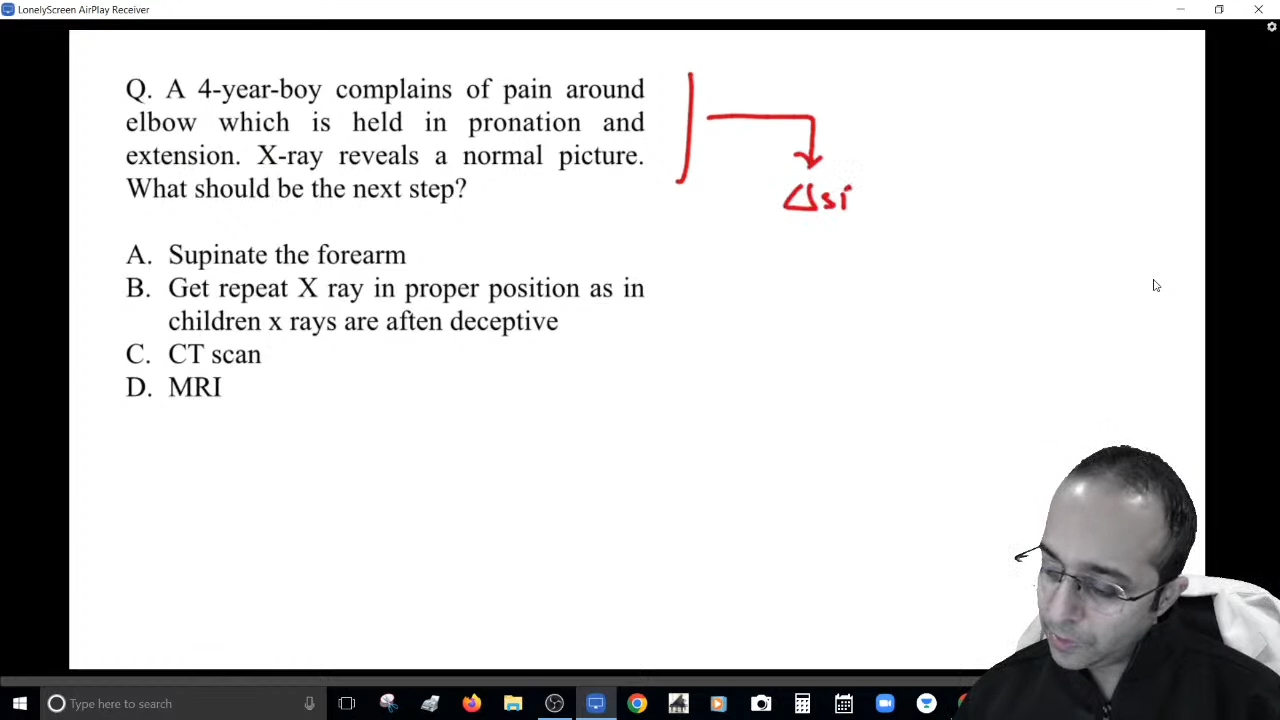 LonelyScreen AirPlay Receiver
Q. A 4-year-boy complains of pain around
elbow which is held in pronation and
extension. X-ray reveals a normal picture.
What should be the next step?
A. Supinate the forearm
B. Get repeat X ray in proper position as in
children x rays are aften deceptive
C. CT scan
D. MRI
Δsi
Type here to search